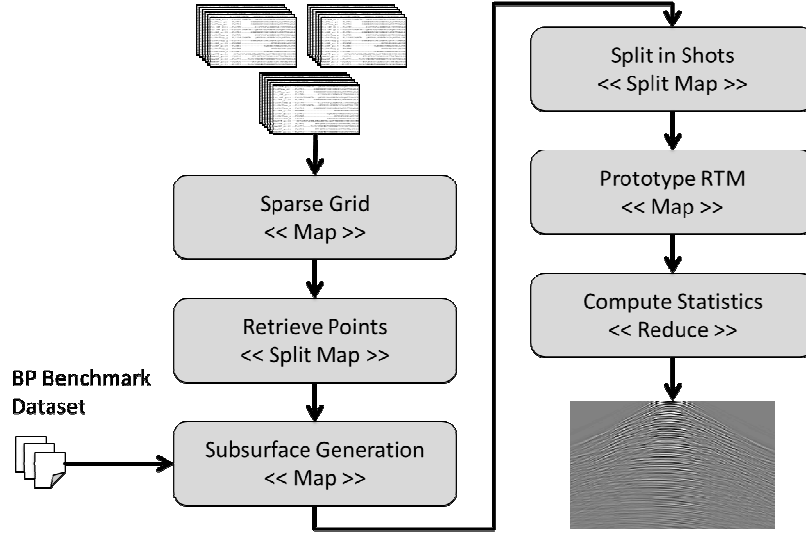 Sparse Grid
<< Map >>
Retrieve Points
<< Split Map >>
BP Benchmark
Dataset
Subsurface Generation
<< Map >>
Split in Shots
<< Split Map >>
Prototype RTM
<< Map >>
Compute Statistics
<< Reduce >>